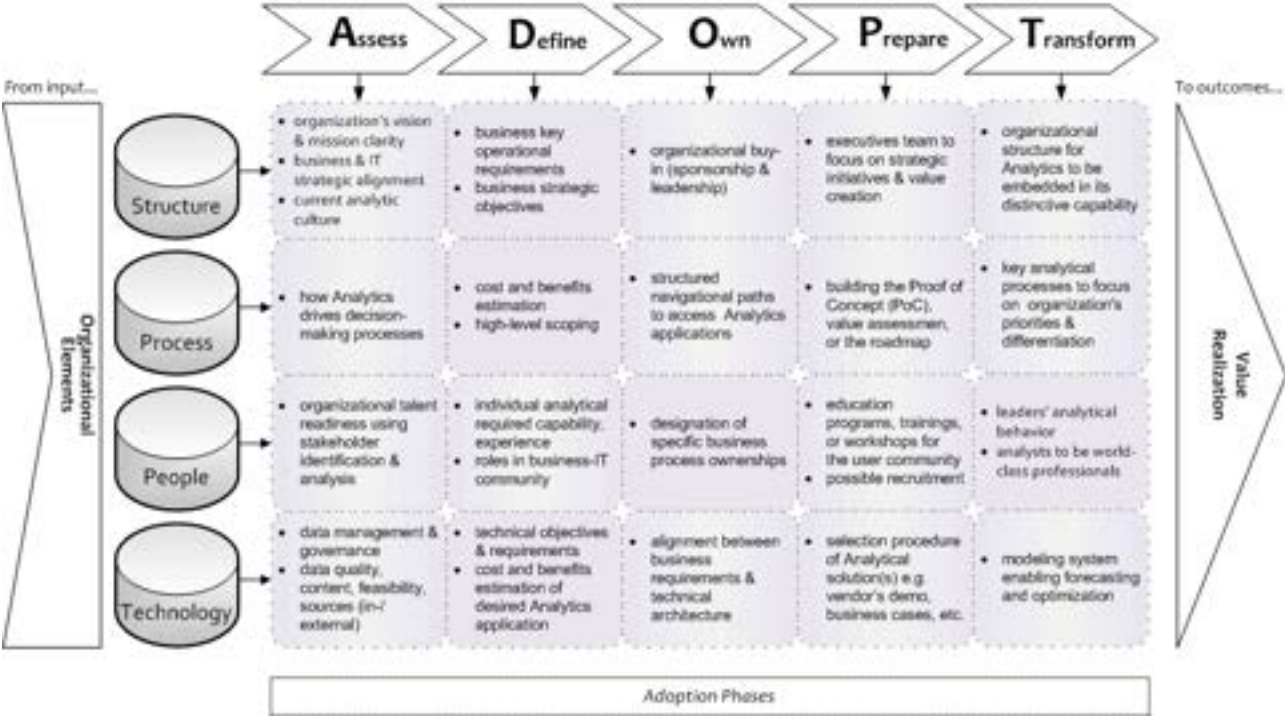 Assess
Define
Own
Prepare
Transform
From input....
To outcomes...
Organizational
Elements
Structure
• organization's vision
& mission clarity
• business & IT
strategic alignment
• current analytic
culture
• business key
operational
requirements
• business strategic
objectives
• organizational buy-
in (sponsorship &
leadership)
• executives team to
focus on strategic
initiatives & value
creation
• organizational
structure for
Analytics to be
embedded in its
distinctive capability
Process
• how Analytics
drives decision-
making processes
• cost and benefits
estimation
• high-level scoping
• structured
navigational paths
to access Analytics
applications
• building the Proof of
Concept (PoC),
value assessmen,
or the roadmap
• key analytical
processes to focus
on organization's
priorities &
differentiation
People
• organizational talent
readiness using
stakeholder
identification &
analysis
• individual analytical
required capability,
experience
• roles in business-IT
community
• designation of
specific business
process ownerships
• education
programs, trainings,
or workshops for
the user community
• possible recruitment
• leaders' analytical
behavior
• analysts to be world-
class professionals
Technology
• data management &
governance
• data quality,
content, feasibility,
sources (in-/
external)
• technical objectives
& requirements
• cost and benefits
estimation of
desired Analytics
application
• alignment between
business
requirements &
technical
architecture
• selection procedure
of Analytical
solution(s) e.g.
vendor's demo,
business cases, etc.
• modeling system
enabling forecasting
and optimization
Value
Realization
Adoption Phases